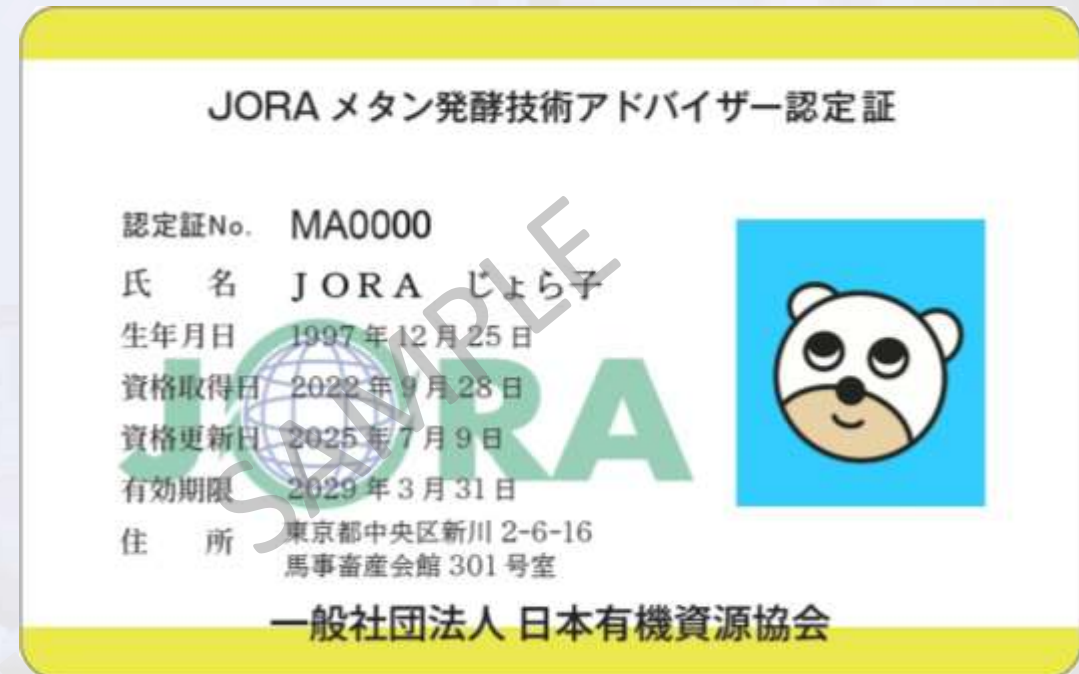 JORA メタン発酵技術アドバイザー認定証
認定証No. MA0000
氏 名 JORA じょら子
生年月日 1997年12月25日
資格取得日 2022年9月28日
資格更新日 2025年7月9日
有効期限 2029年3月31日
住 所 東京都中央区新川 2-6-16
馬事畜産会館 301 号室
一般社団法人 日本有機資源協会
JORA
SAMPLE